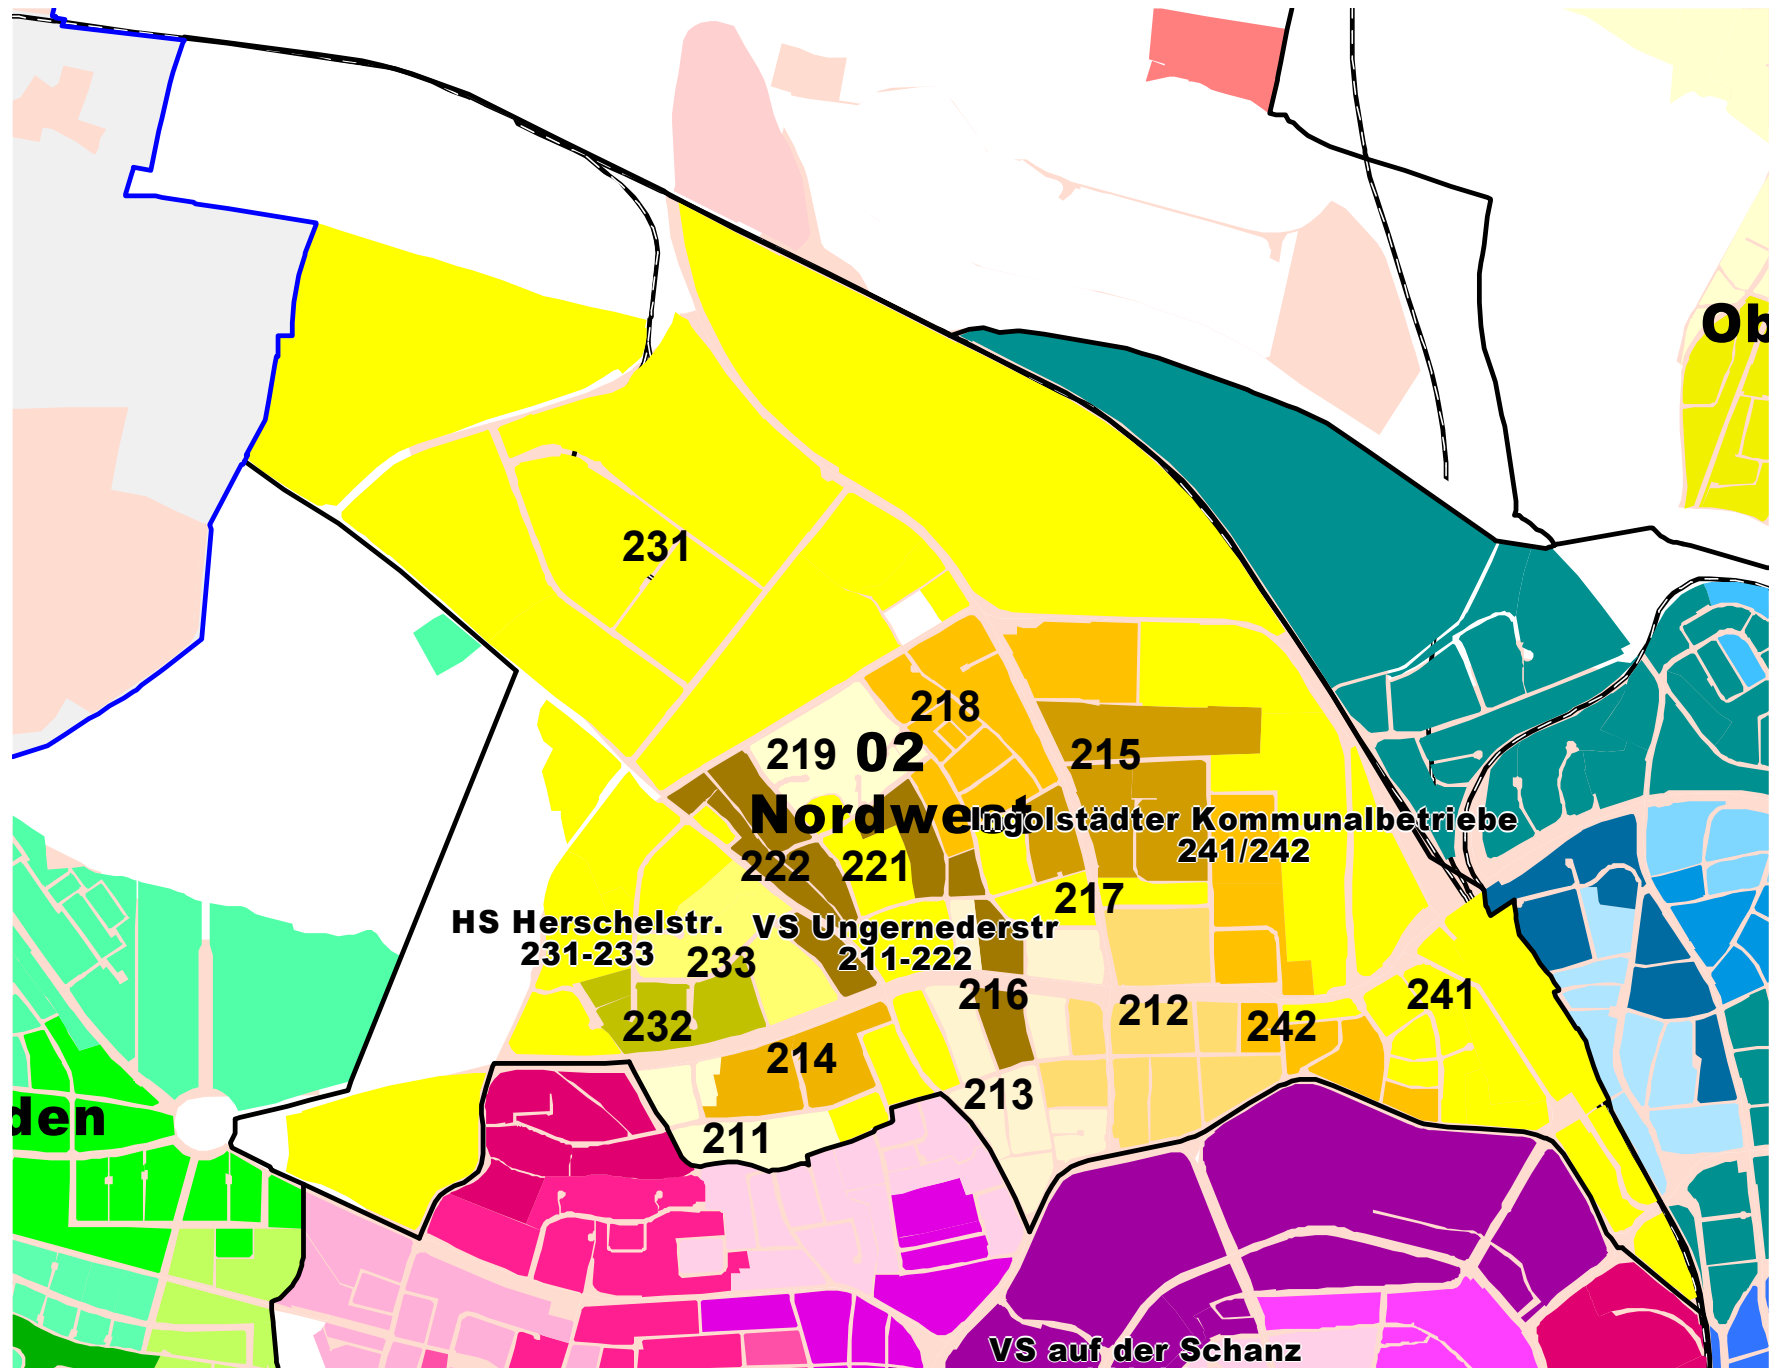 Ob
231
218
219
02
215
Nordwest
Ingolstädter Kommunalbetriebe
241/242
222
221
217
HS Herschelstr.
231-233
VS Ungernederstr
211-222
233
216
241
212
232
242
214
213
den
211
VS auf der Schanz